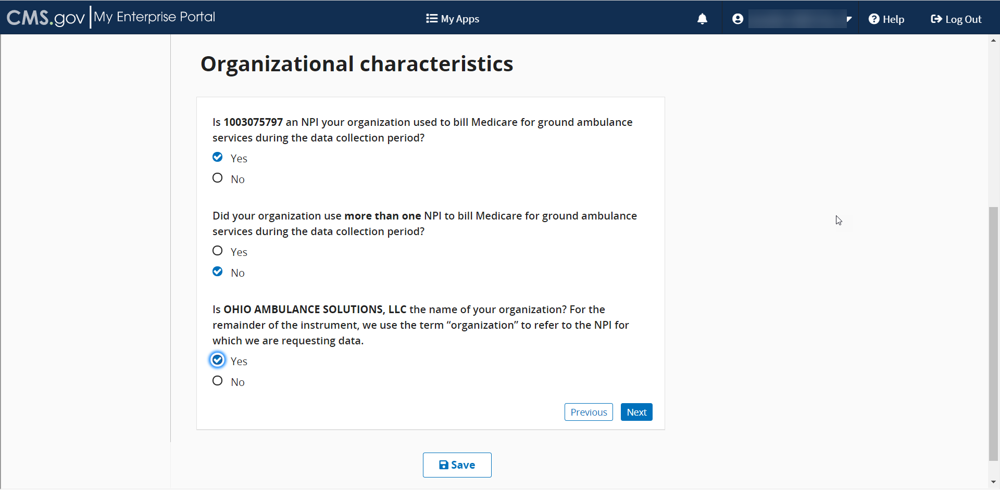 CMS.gov My Enterprise Portal
My Apps
Help
Log Out
Organizational characteristics
Is 1003075797 an NPI your organization used to bill Medicare for ground ambulance
services during the data collection period?
Yes
No
Did your organization use more than one NPI to bill Medicare for ground ambulance
services during the data collection period?
Yes
No
Is OHIO AMBULANCE SOLUTIONS, LLC the name of your organization? For the
remainder of the instrument, we use the term “organization” to refer to the NPI for
which we are requesting data.
Yes
No
Previous Next
Save